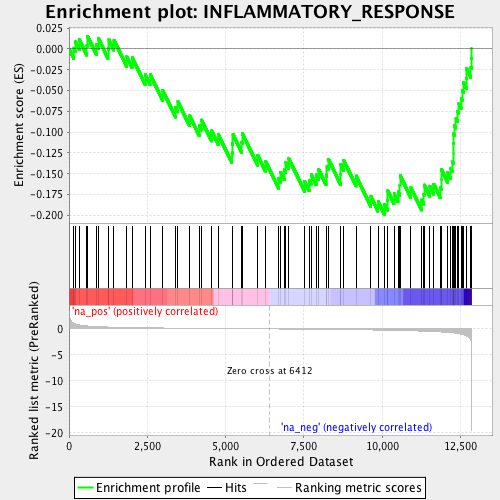 Enrichment plot: INFLAMMATORY_RESPONSE
Enrichment score (ES)
0.025
0.000
-0.025
-0.050
-0.075
-0.100
-0.125
-0.150
-0.175
-0.200
'na_pos' (positively correlated)
Ranked list metric (PreRanked)
0
-5
-10
-15
-20
Zero cross at 6412
'na_neg' (negatively correlated)
0
2,500
5,000
7,500
10,000
12,500
Rank in Ordered Dataset
Enrichment profile
Hits
Ranking metric scores